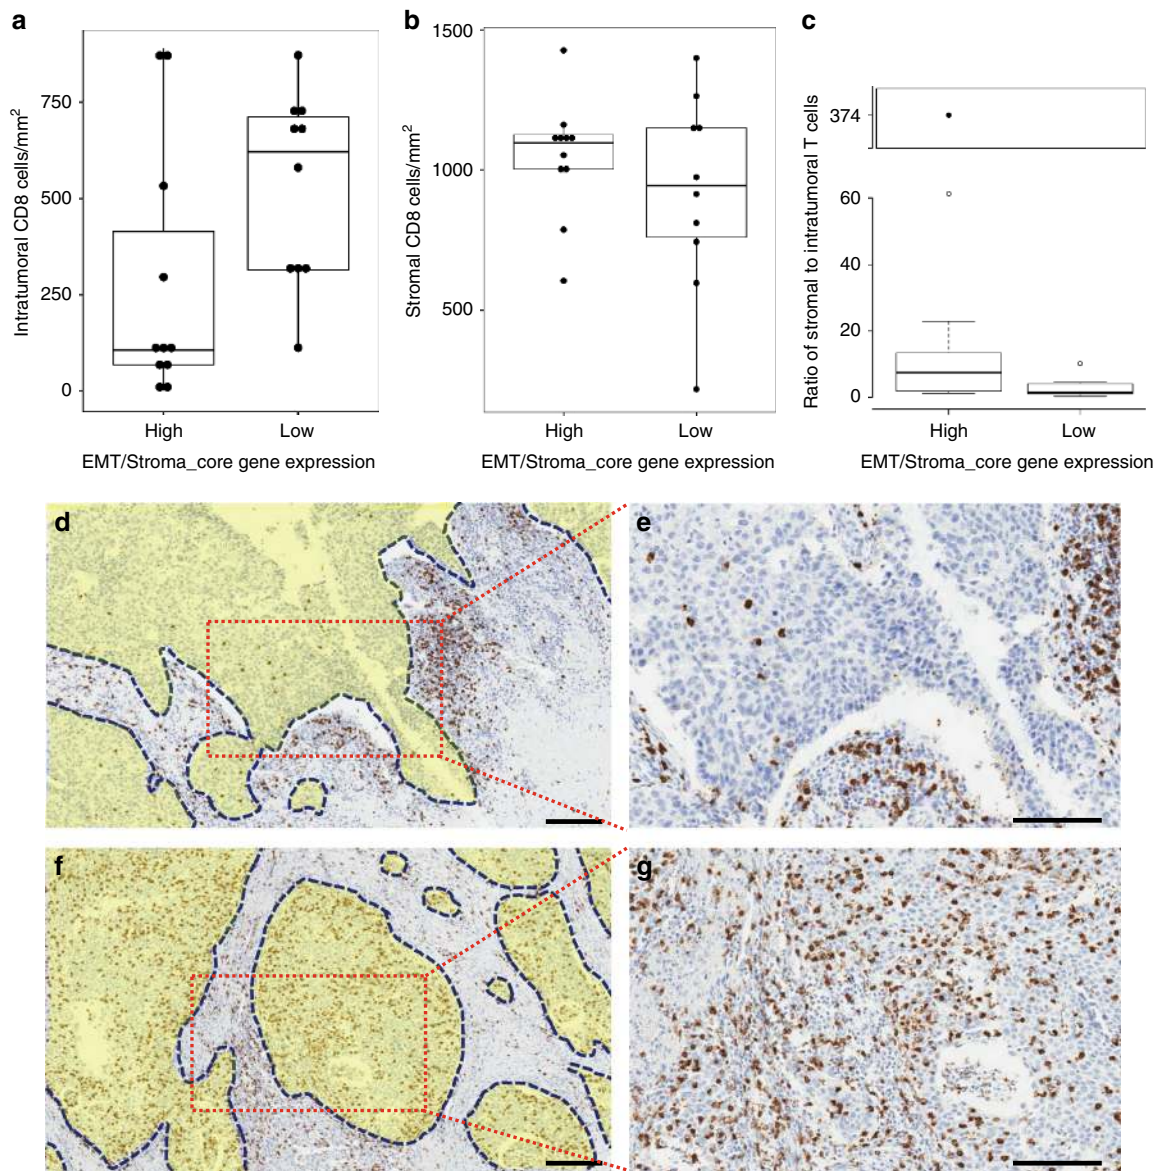 a
Intratumoral CD8 cells/mm²
750
500
250
0
High Low
EMT/Stroma_core gene expression
b
Stromal CD8 cells/mm²
1500
1000
500
High Low
EMT/Stroma_core gene expression
c
Ratio of stromal to intratumoral T cells
374
60
40
20
0
High Low
EMT/Stroma_core gene expression
d
e
f
g